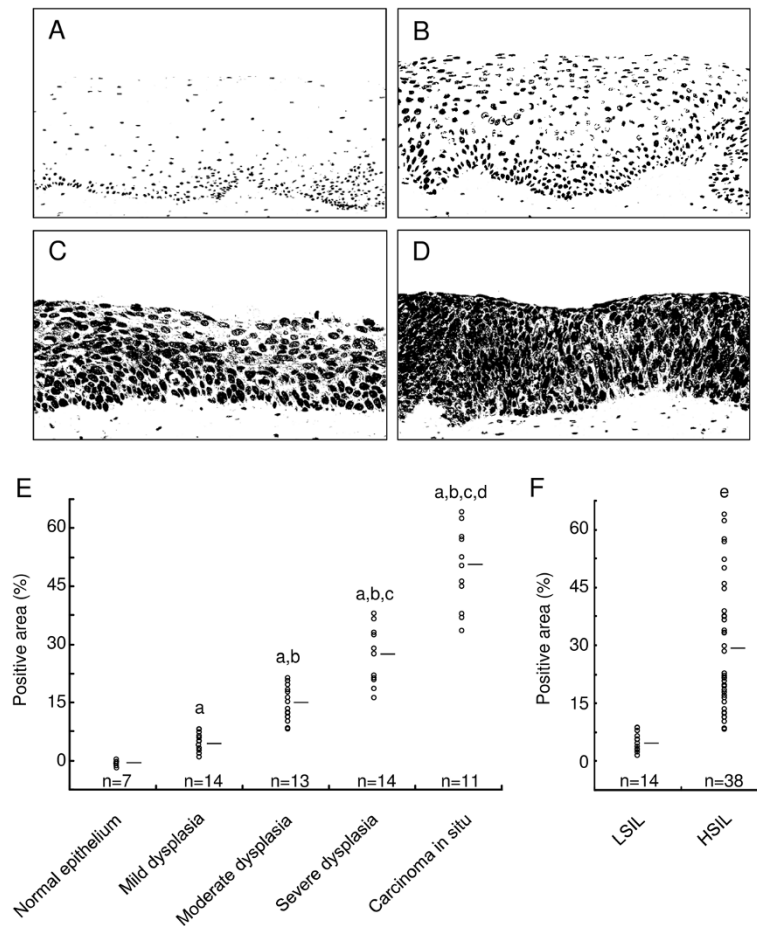 A
B
C
D
E
F
a,b,c,d
a,b,c
a,b
a
Positive area (%)
60
45
30
15
0
n=7
n=14
n=13
n=14
n=11
Normal epithelium
Mild dysplasia
Moderate dysplasia
Severe dysplasia
Carcinoma in situ
e
Positive area (%)
60
45
30
15
0
n=14
n=38
LSIL
HSIL